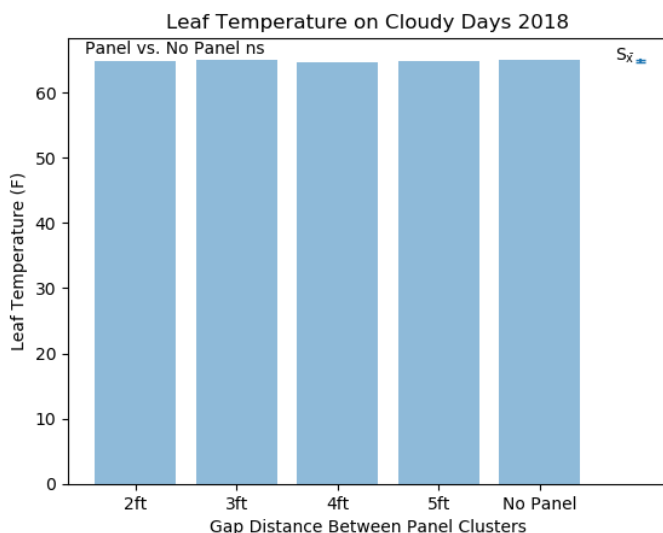 Leaf Temperature on Cloudy Days 2018
Panel vs. No Panel ns
Sx̄
60
50
40
30
20
10
0
Leaf Temperature (F)
2ft 3ft 4ft 5ft No Panel
Gap Distance Between Panel Clusters